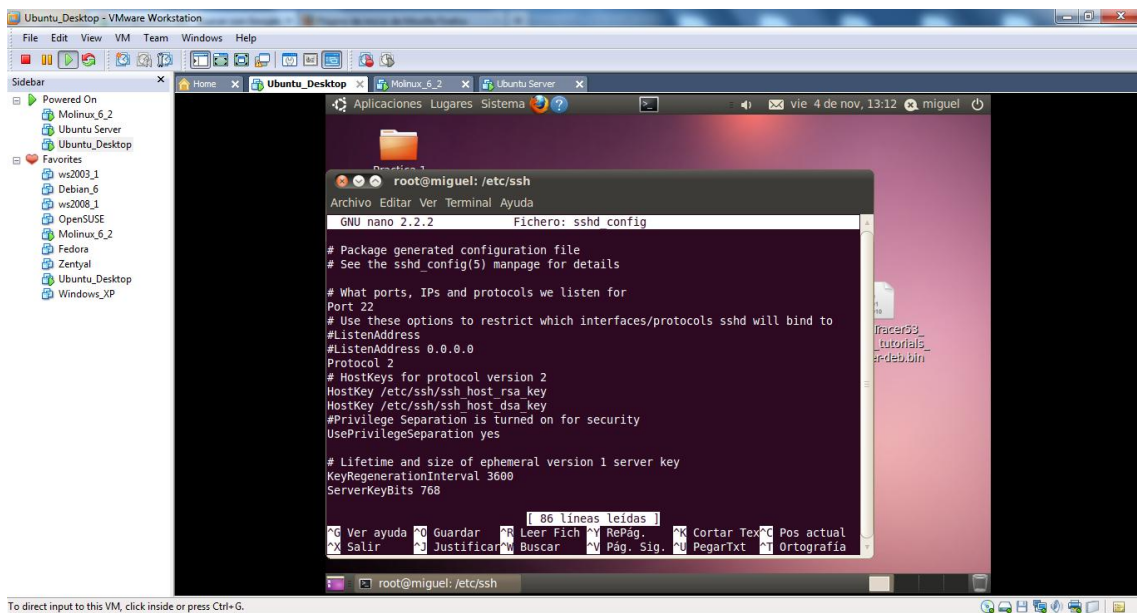 Ubuntu_Desktop - VMware Workstation
File Edit View VM Team Windows Help
Sidebar
Powered On
Molinux_6_2
Ubuntu Server
Ubuntu_Desktop
Favorites
ws2003_1
Debian_6
ws2008_1
OpenSUSE
Molinux_6_2
Fedora
Zentyal
Ubuntu_Desktop
Windows_XP
Home Ubuntu_Desktop Molinux_6_2 Ubuntu Server
Aplicaciones Lugares Sistema vie 4 de nov, 13:12 miguel
Practica 1
root@miguel: /etc/ssh
Archivo Editar Ver Terminal Ayuda
GNU nano 2.2.2 Fichero: sshd_config
# Package generated configuration file
# See the sshd_config(5) manpage for details
# What ports, IPs and protocols we listen for
Port 22
# Use these options to restrict which interfaces/protocols sshd will bind to
#ListenAddress
#ListenAddress 0.0.0.0
Protocol 2
# HostKeys for protocol version 2
HostKey /etc/ssh/ssh_host_rsa_key
HostKey /etc/ssh/ssh_host_dsa_key
#Privilege Separation is turned on for security
UsePrivilegeSeparation yes
# Lifetime and size of ephemeral version 1 server key
KeyRegenerationInterval 3600
ServerKeyBits 768
[ 86 líneas leídas ]
^G Ver ayuda ^O Guardar ^R Leer Fich ^Y RePág. ^K Cortar Tex ^C Pos actual
^X Salir ^J Justificar ^W Buscar ^V Pág. Sig. ^U PegarTxt ^T Ortografía
Tracer53_
_tutorials_
er-deb.bin
root@miguel: /etc/ssh
To direct input to this VM, click inside or press Ctrl+G.